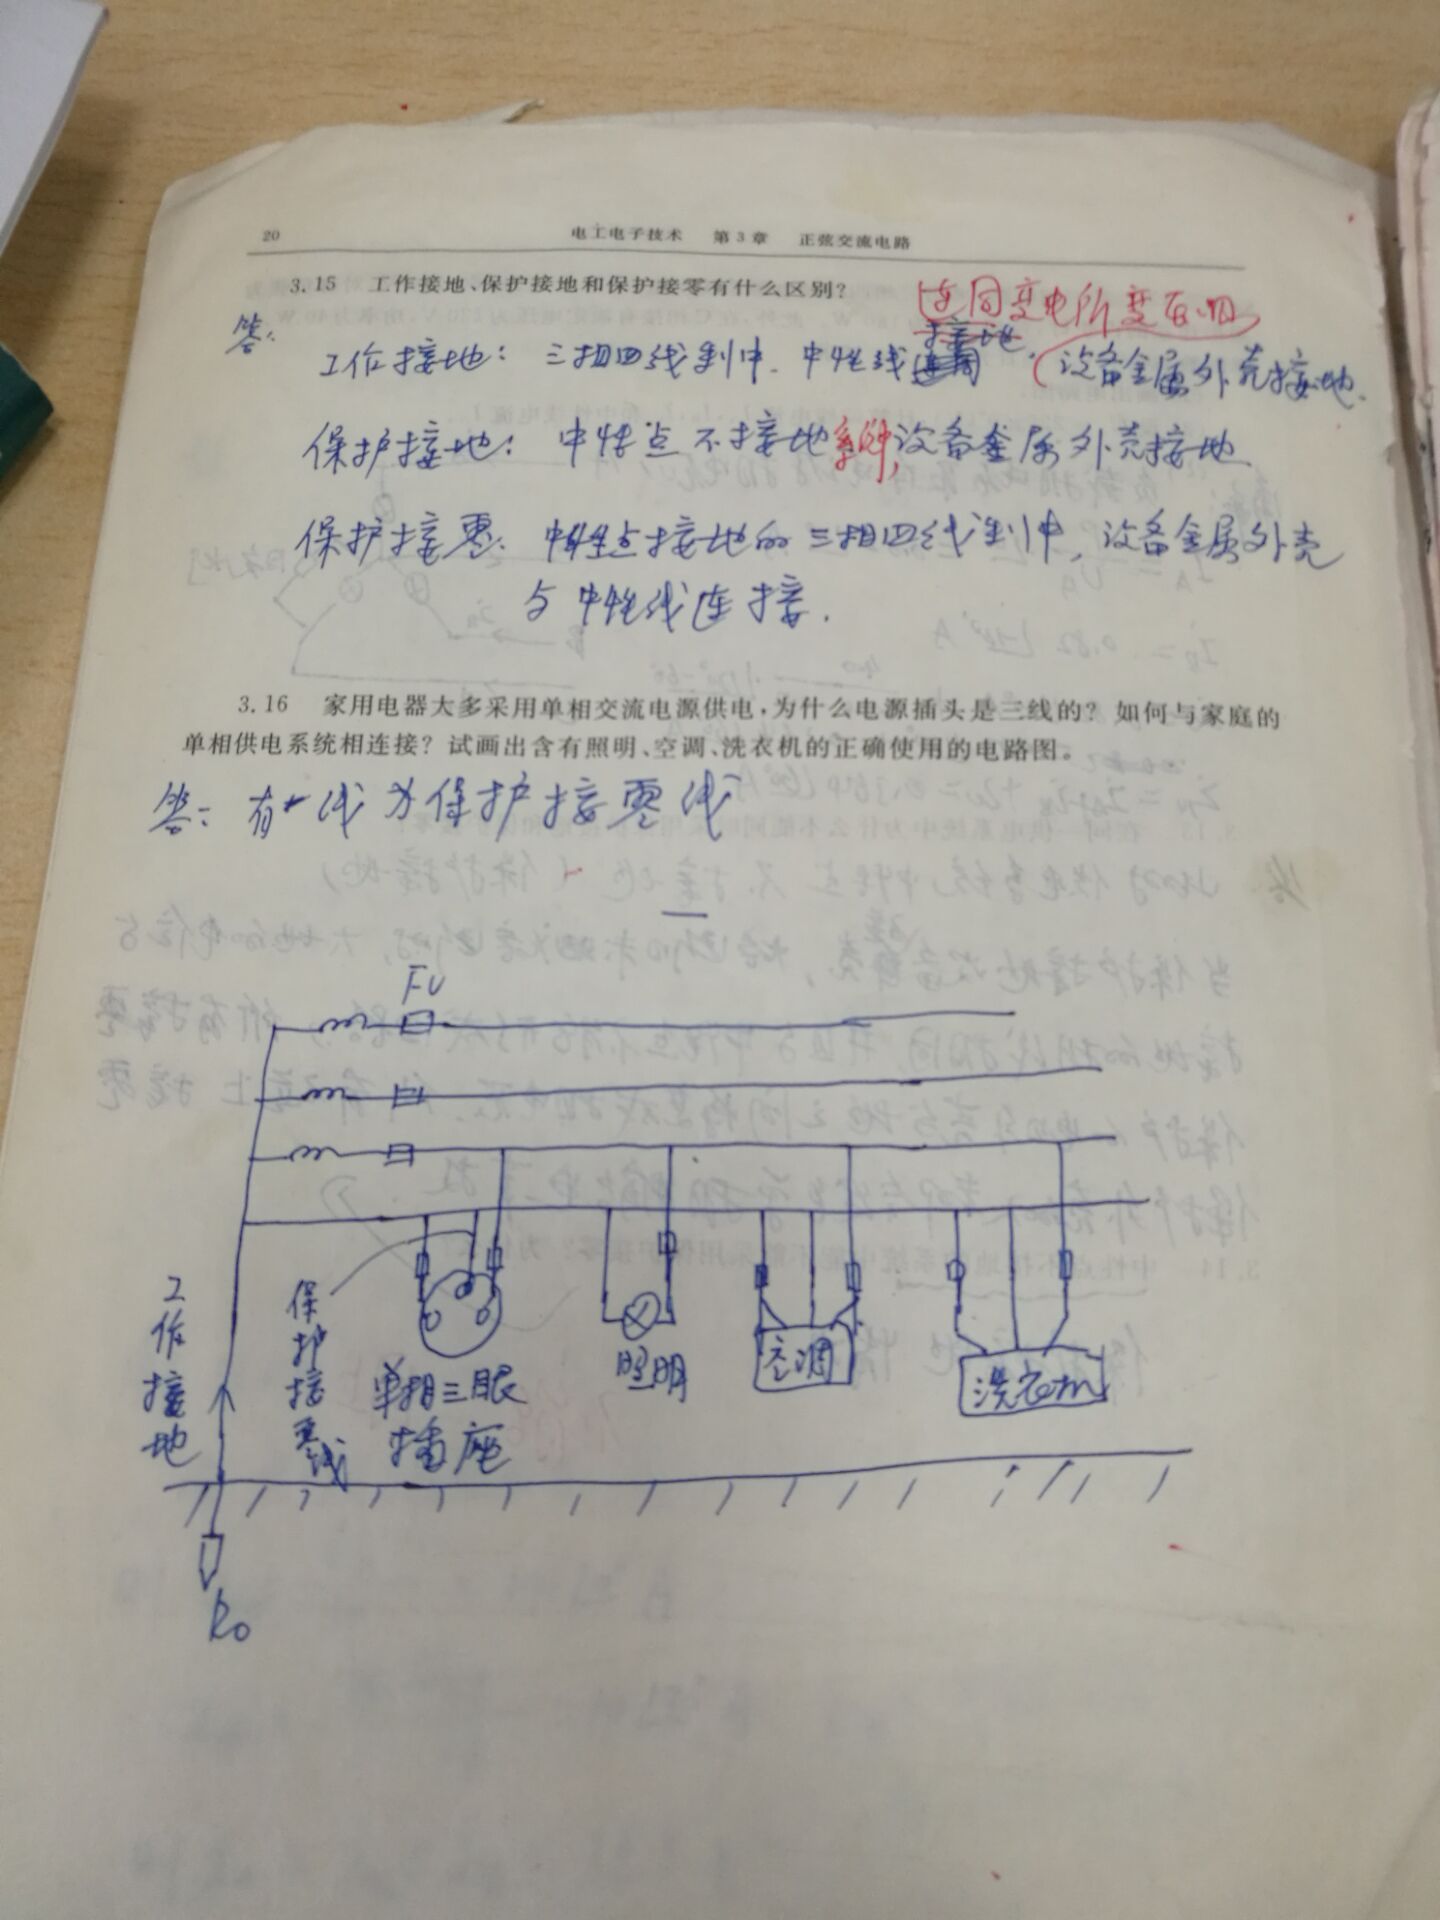 20 电工电子技术 第3章 正弦交流电路
3.15 工作接地、保护接地和保护接零有什么区别?
连同变电所变压
答:
接地
工作接地: 三相四线制中. 中性线 设备金属外壳接地.
保护接地: 中性点不接地系统,设备金属外壳接地
保护接零: 中性点接地的三相四线制中, 设备金属外壳
与中性线连接.
3.16 家用电器大多采用单相交流电源供电,为什么电源插头是三线的? 如何与家庭的
单相供电系统相连接? 试画出含有照明、空调、洗衣机的正确使用的电路图。
答: 有一线为保护接零线
FU
工作接地
保护接零线
单相三眼
插座
照明
空调
洗衣机
R0